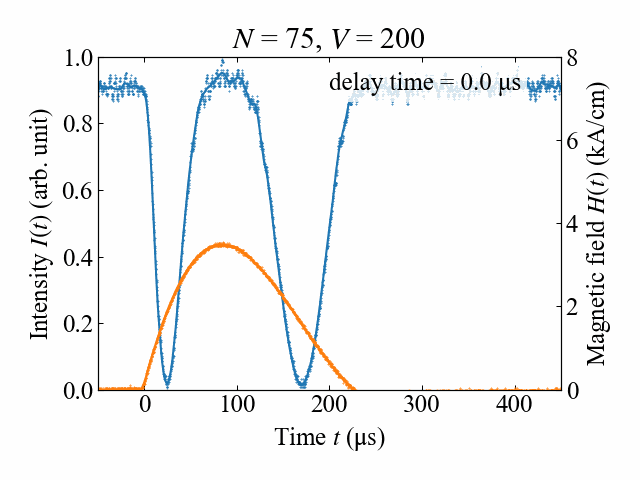 N = 75, V = 200
delay time = 0.0 μs
Intensity I(t) (arb. unit)
1.0
0.8
0.6
0.4
0.2
0.0
8
6
4
2
0
Magnetic field H(t) (kA/cm)
0 100 200 300 400
Time t (μs)